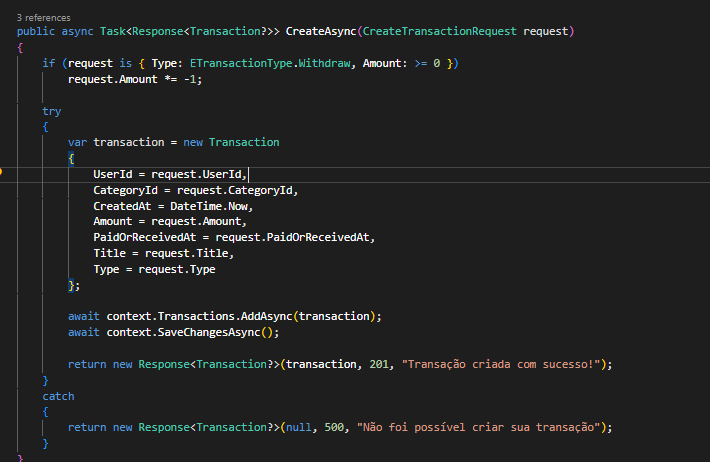 3 references
public async Task<Response<Transaction?>> CreateAsync(CreateTransactionRequest request)
{
    if (request is { Type: ETransactionType.Withdraw, Amount: >= 0 })
        request.Amount *= -1;

    try
    {
        var transaction = new Transaction
        {
            UserId = request.UserId,
            CategoryId = request.CategoryId,
            CreatedAt = DateTime.Now,
            Amount = request.Amount,
            PaidOrReceivedAt = request.PaidOrReceivedAt,
            Title = request.Title,
            Type = request.Type
        };

        await context.Transactions.AddAsync(transaction);
        await context.SaveChangesAsync();

        return new Response<Transaction?>(transaction, 201, "Transação criada com sucesso!");
    }
    catch
    {
        return new Response<Transaction?>(null, 500, "Não foi possível criar sua transação");
    }
}